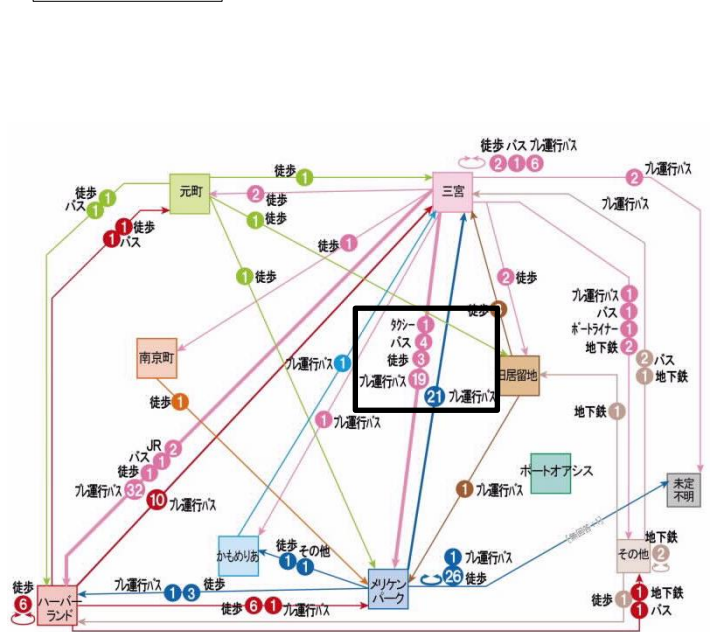 徒歩 バス プレ運行バス
2 1 6
三宮
元町
徒歩 1
2 徒歩
1 徒歩
2 プレ運行バス
プレ運行バス
徒歩 1
バス 1
1 徒歩
1 バス
徒歩 1
1 徒歩
2 徒歩
徒歩
プレ運行バス 1
バス 1
ポートライナー 1
地下鉄 2
タクシー 1
バス 4
徒歩 3
プレ運行バス 19
21 プレ運行バス
旧居留地
2 バス
1 地下鉄
南京町
プレ運行バス 1
徒歩 1
1 プレ運行バス
地下鉄 1
JR 2
バス 1
徒歩 1
プレ運行バス 32
10 プレ運行バス
1 プレ運行バス
ポートオアシス
未定
不明
かもめりあ
徒歩 その他
1 1
1 プレ運行バス
26 徒歩
その他
地下鉄
2
メリケン
パーク
プレ運行バス 1 3 徒歩
徒歩
6
ハーバー
ランド
徒歩 6 1 プレ運行バス
徒歩 1
1 地下鉄
1 バス